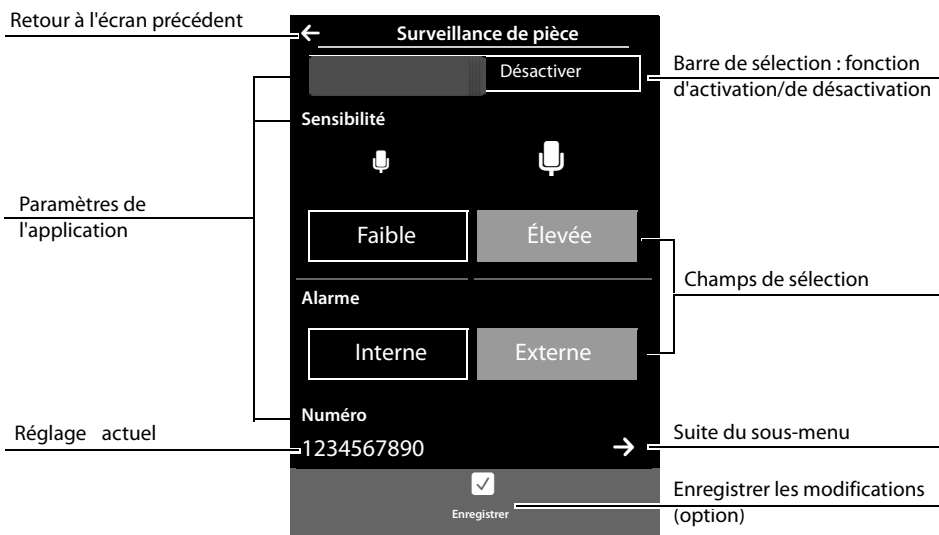 Retour à l'écran précédent
Surveillance de pièce
Désactiver
Barre de sélection : fonction
d'activation/de désactivation
Sensibilité
Paramètres de
l'application
Faible
Élevée
Champs de sélection
Alarme
Interne
Externe
Numéro
Réglage actuel
1234567890
Suite du sous-menu
Enregistrer
Enregistrer les modifications
(option)